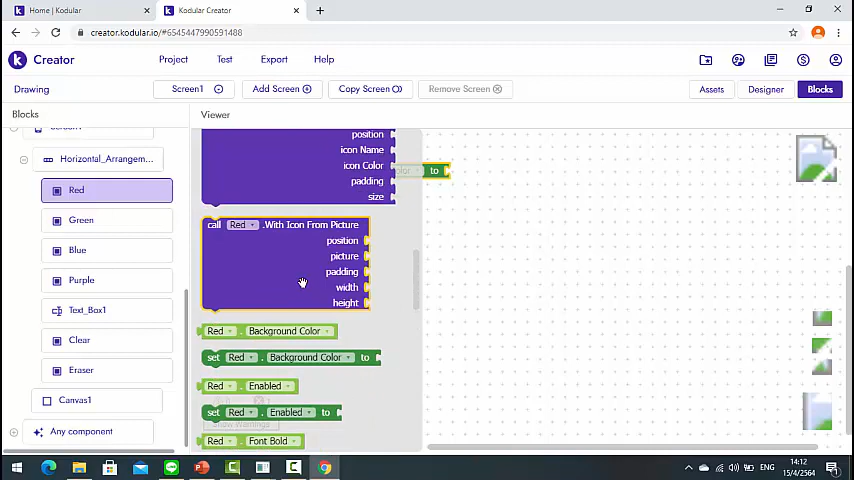 Home | Kodular
Kodular Creator
creator.kodular.io/#6545447990591488
Creator
Project
Test
Export
Help
Drawing
Screen1
Add Screen
Copy Screen
Remove Screen
Assets
Designer
Blocks
Blocks
Viewer
Screen1
Horizontal_Arrangem...
Red
Green
Blue
Purple
Text_Box1
Clear
Eraser
Canvas1
Any component
position
icon Name
icon Color
padding
size
to
call Red .With Icon From Picture
position
picture
padding
width
height
Red . Background Color
set Red . Background Color to
Red . Enabled
set Red . Enabled to
Show Warnings
Red . Font Bold
ENG
14:12
15/4/2564